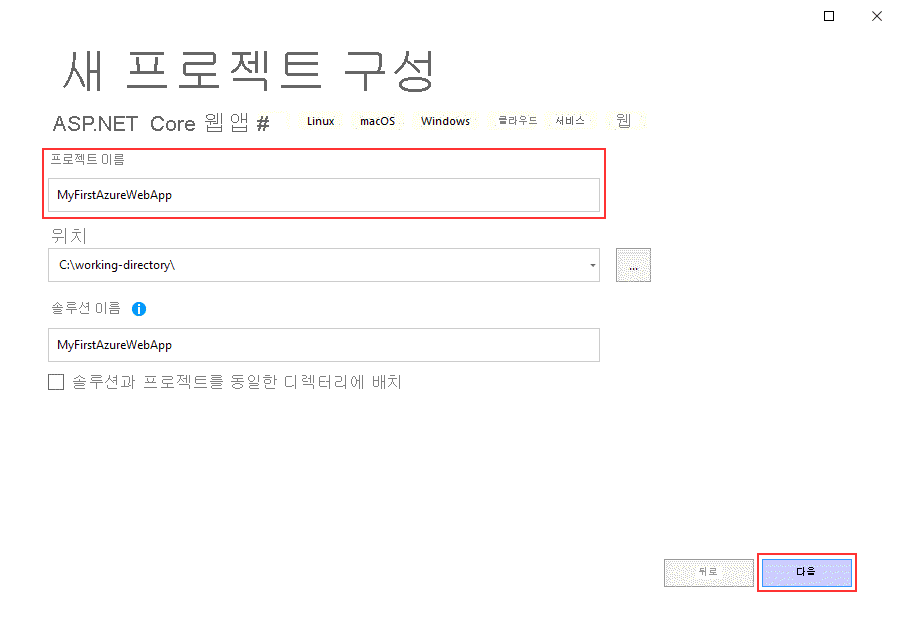 새 프로젝트 구성
ASP.NET Core 웹 앱 # Linux macOS Windows 클라우드 서비스 웹
프로젝트 이름
MyFirstAzureWebApp
위치
C:\working-directory\
...
솔루션 이름
MyFirstAzureWebApp
솔루션과 프로젝트를 동일한 디렉터리에 배치
뒤로 다음